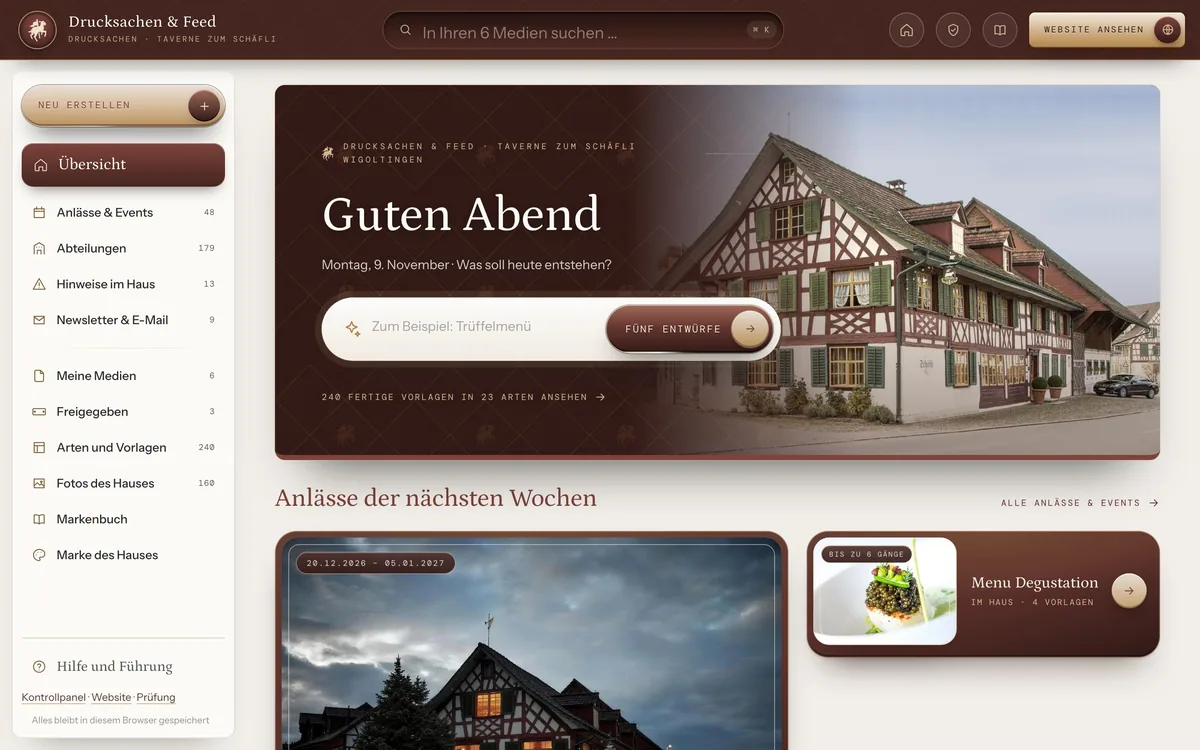 Drucksachen & Feed
DRUCKSACHEN · TAVERNE ZUM SCHÄFLI
In Ihren 6 Medien suchen ...
⌘ K
WEBSITE ANSEHEN
NEU ERSTELLEN
Übersicht
Anlässe & Events 48
Abteilungen 179
Hinweise im Haus 13
Newsletter & E-Mail 9
Meine Medien 6
Freigegeben 3
Arten und Vorlagen 240
Fotos des Hauses 160
Markenbuch
Marke des Hauses
Hilfe und Führung
Kontrollpanel · Website · Prüfung
Alles bleibt in diesem Browser gespeichert
DRUCKSACHEN & FEED · TAVERNE ZUM SCHÄFLI
WIGOLTINGEN
Guten Abend
Montag, 9. November · Was soll heute entstehen?
Zum Beispiel: Trüffelmenü
FÜNF ENTWÜRFE →
240 FERTIGE VORLAGEN IN 23 ARTEN ANSEHEN →
Anlässe der nächsten Wochen
ALLE ANLÄSSE & EVENTS →
20.12.2026 – 05.01.2027
BIS ZU 6 GÄNGE
Menu Degustation
IM HAUS · 4 VORLAGEN